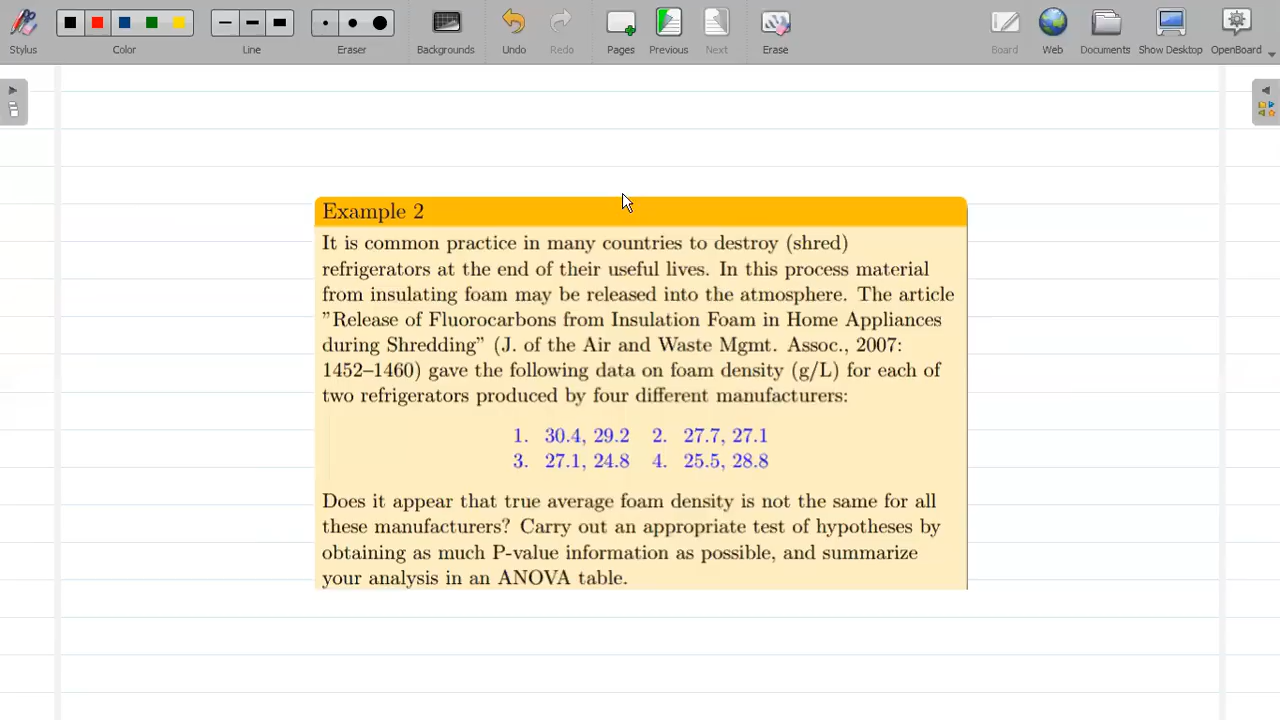 Stylus Color Line Eraser Backgrounds Undo Redo Pages Previous Next Erase Board Web Documents Show Desktop OpenBoard
Example 2
It is common practice in many countries to destroy (shred)
refrigerators at the end of their useful lives. In this process material
from insulating foam may be released into the atmosphere. The article
”Release of Fluorocarbons from Insulation Foam in Home Appliances
during Shredding” (J. of the Air and Waste Mgmt. Assoc., 2007:
1452–1460) gave the following data on foam density (g/L) for each of
two refrigerators produced by four different manufacturers:
1. 30.4, 29.2 2. 27.7, 27.1
3. 27.1, 24.8 4. 25.5, 28.8
Does it appear that true average foam density is not the same for all
these manufacturers? Carry out an appropriate test of hypotheses by
obtaining as much P-value information as possible, and summarize
your analysis in an ANOVA table.